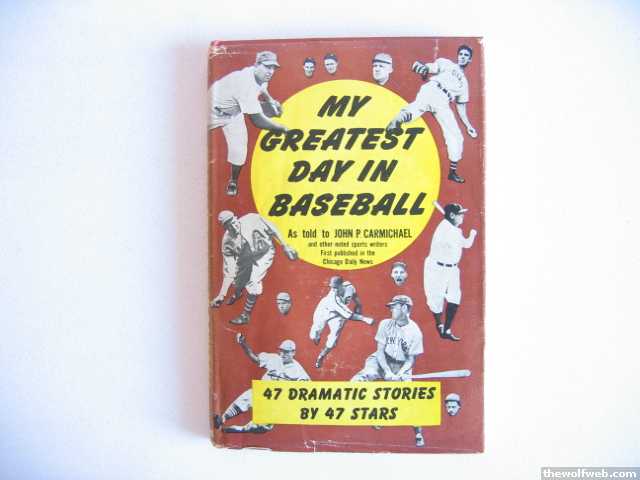 MY
GREATEST
DAY IN
BASEBALL
As told to JOHN P. CARMICHAEL
and other noted sports writers
First published in the
Chicago Daily News
47 DRAMATIC STORIES
BY 47 STARS
thewolfweb.com